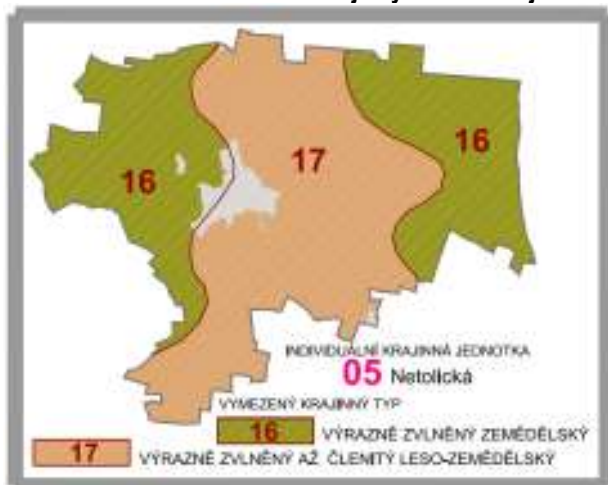 16
17
16
INDIVIDUÁLNÍ KRAJINNÁ JEDNOTKA
05 Netolická
VYMEZENÝ KRAJINNÝ TYP
16 VÝRAZNĚ ZVLNĚNÝ ZEMĚDĚLSKÝ
17 VÝRAZNĚ ZVLNĚNÝ AŽ ČLENITÝ LESO-ZEMĚDĚLSKÝ